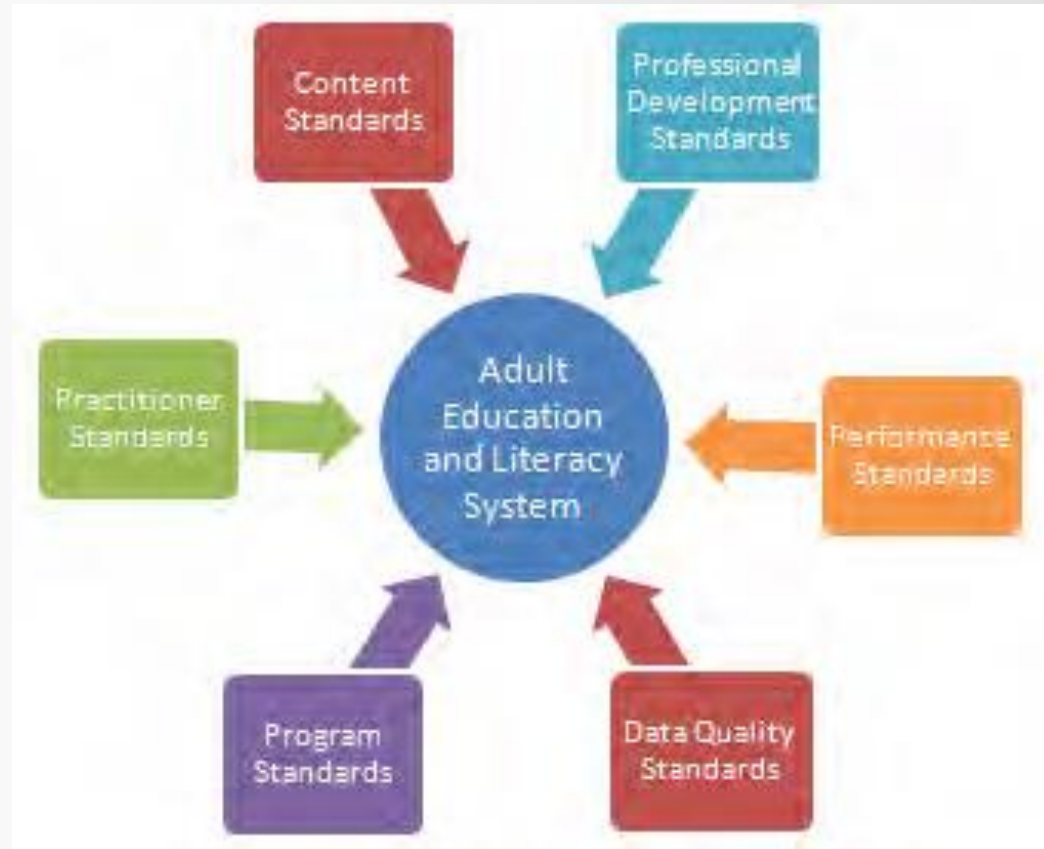 Content
Standards
Professional
Development
Standards
Practitioner
Standards
Adult
Education
and Literacy
System
Performance
Standards
Program
Standards
Data Quality
Standards